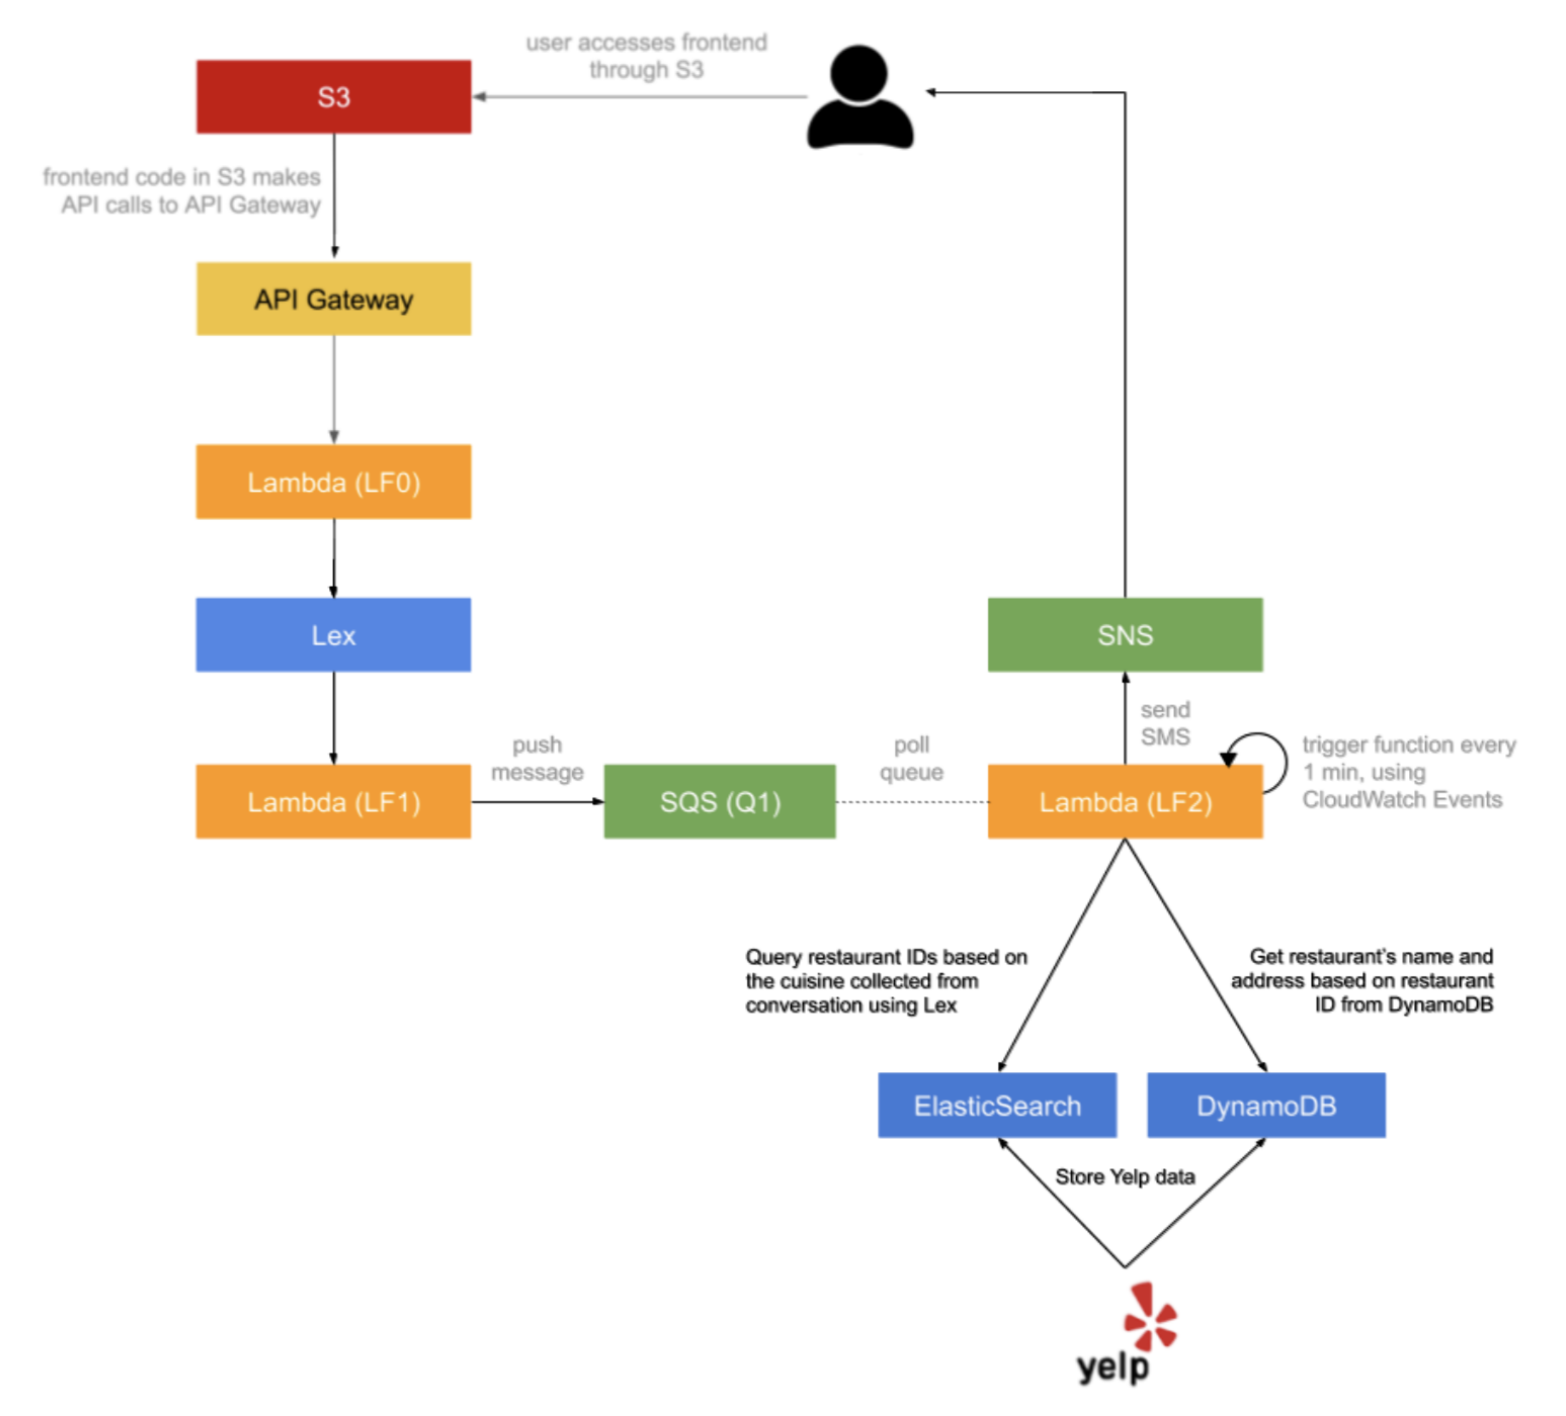 user accesses frontend
through S3
S3
frontend code in S3 makes
API calls to API Gateway
API Gateway
Lambda (LF0)
Lex
SNS
send
SMS
push
message
poll
queue
trigger function every
1 min, using
CloudWatch Events
Lambda (LF1)
SQS (Q1)
Lambda (LF2)
Query restaurant IDs based on
the cuisine collected from
conversation using Lex
Get restaurant's name and
address based on restaurant
ID from DynamoDB
ElasticSearch
DynamoDB
Store Yelp data
yelp